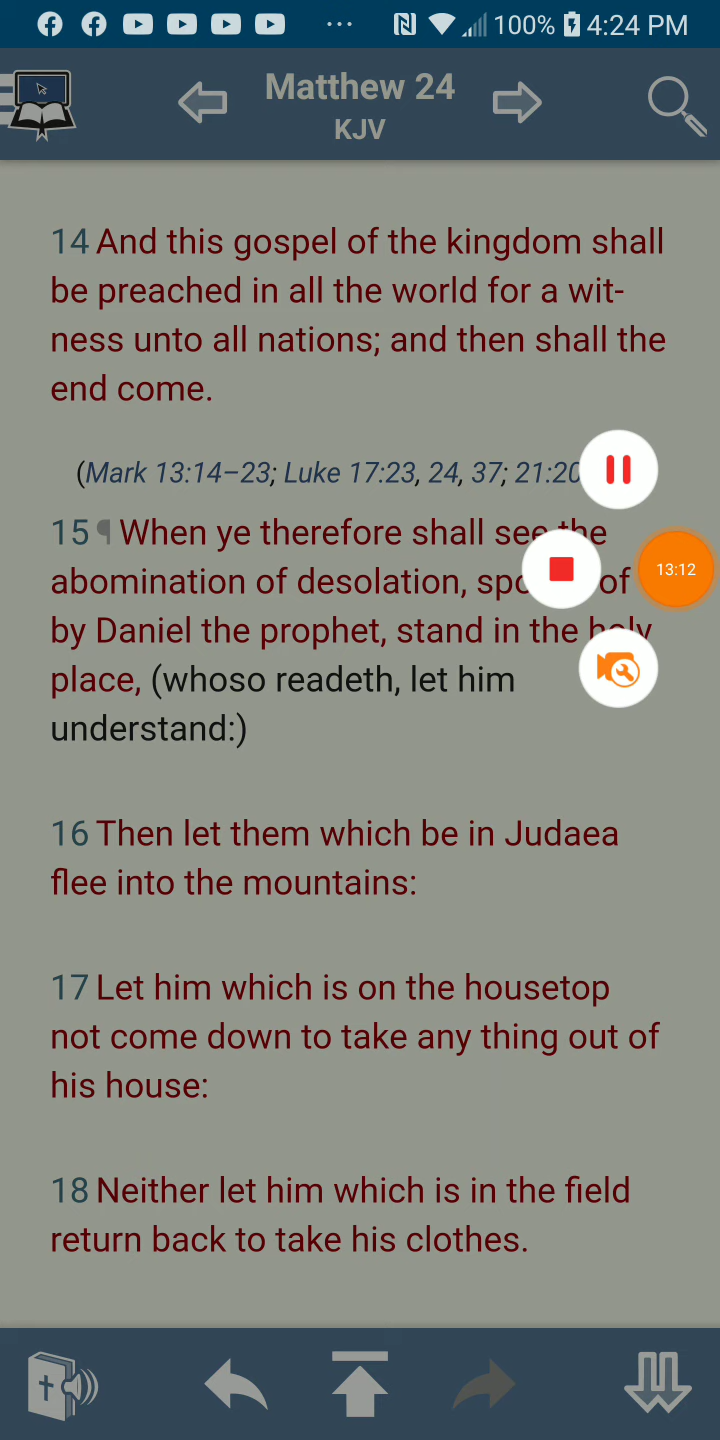 100% 4:24 PM
Matthew 24
KJV
14 And this gospel of the kingdom shall
be preached in all the world for a wit-
ness unto all nations; and then shall the
end come.
(Mark 13:14–23; Luke 17:23, 24, 37; 21:20
15 ¶ When ye therefore shall see the
abomination of desolation, of
by Daniel the prophet, stand in the holy
place, (whoso readeth, let him
understand:)
13:12
16 Then let them which be in Judaea
flee into the mountains:
17 Let him which is on the housetop
not come down to take any thing out of
his house:
18 Neither let him which is in the field
return back to take his clothes.